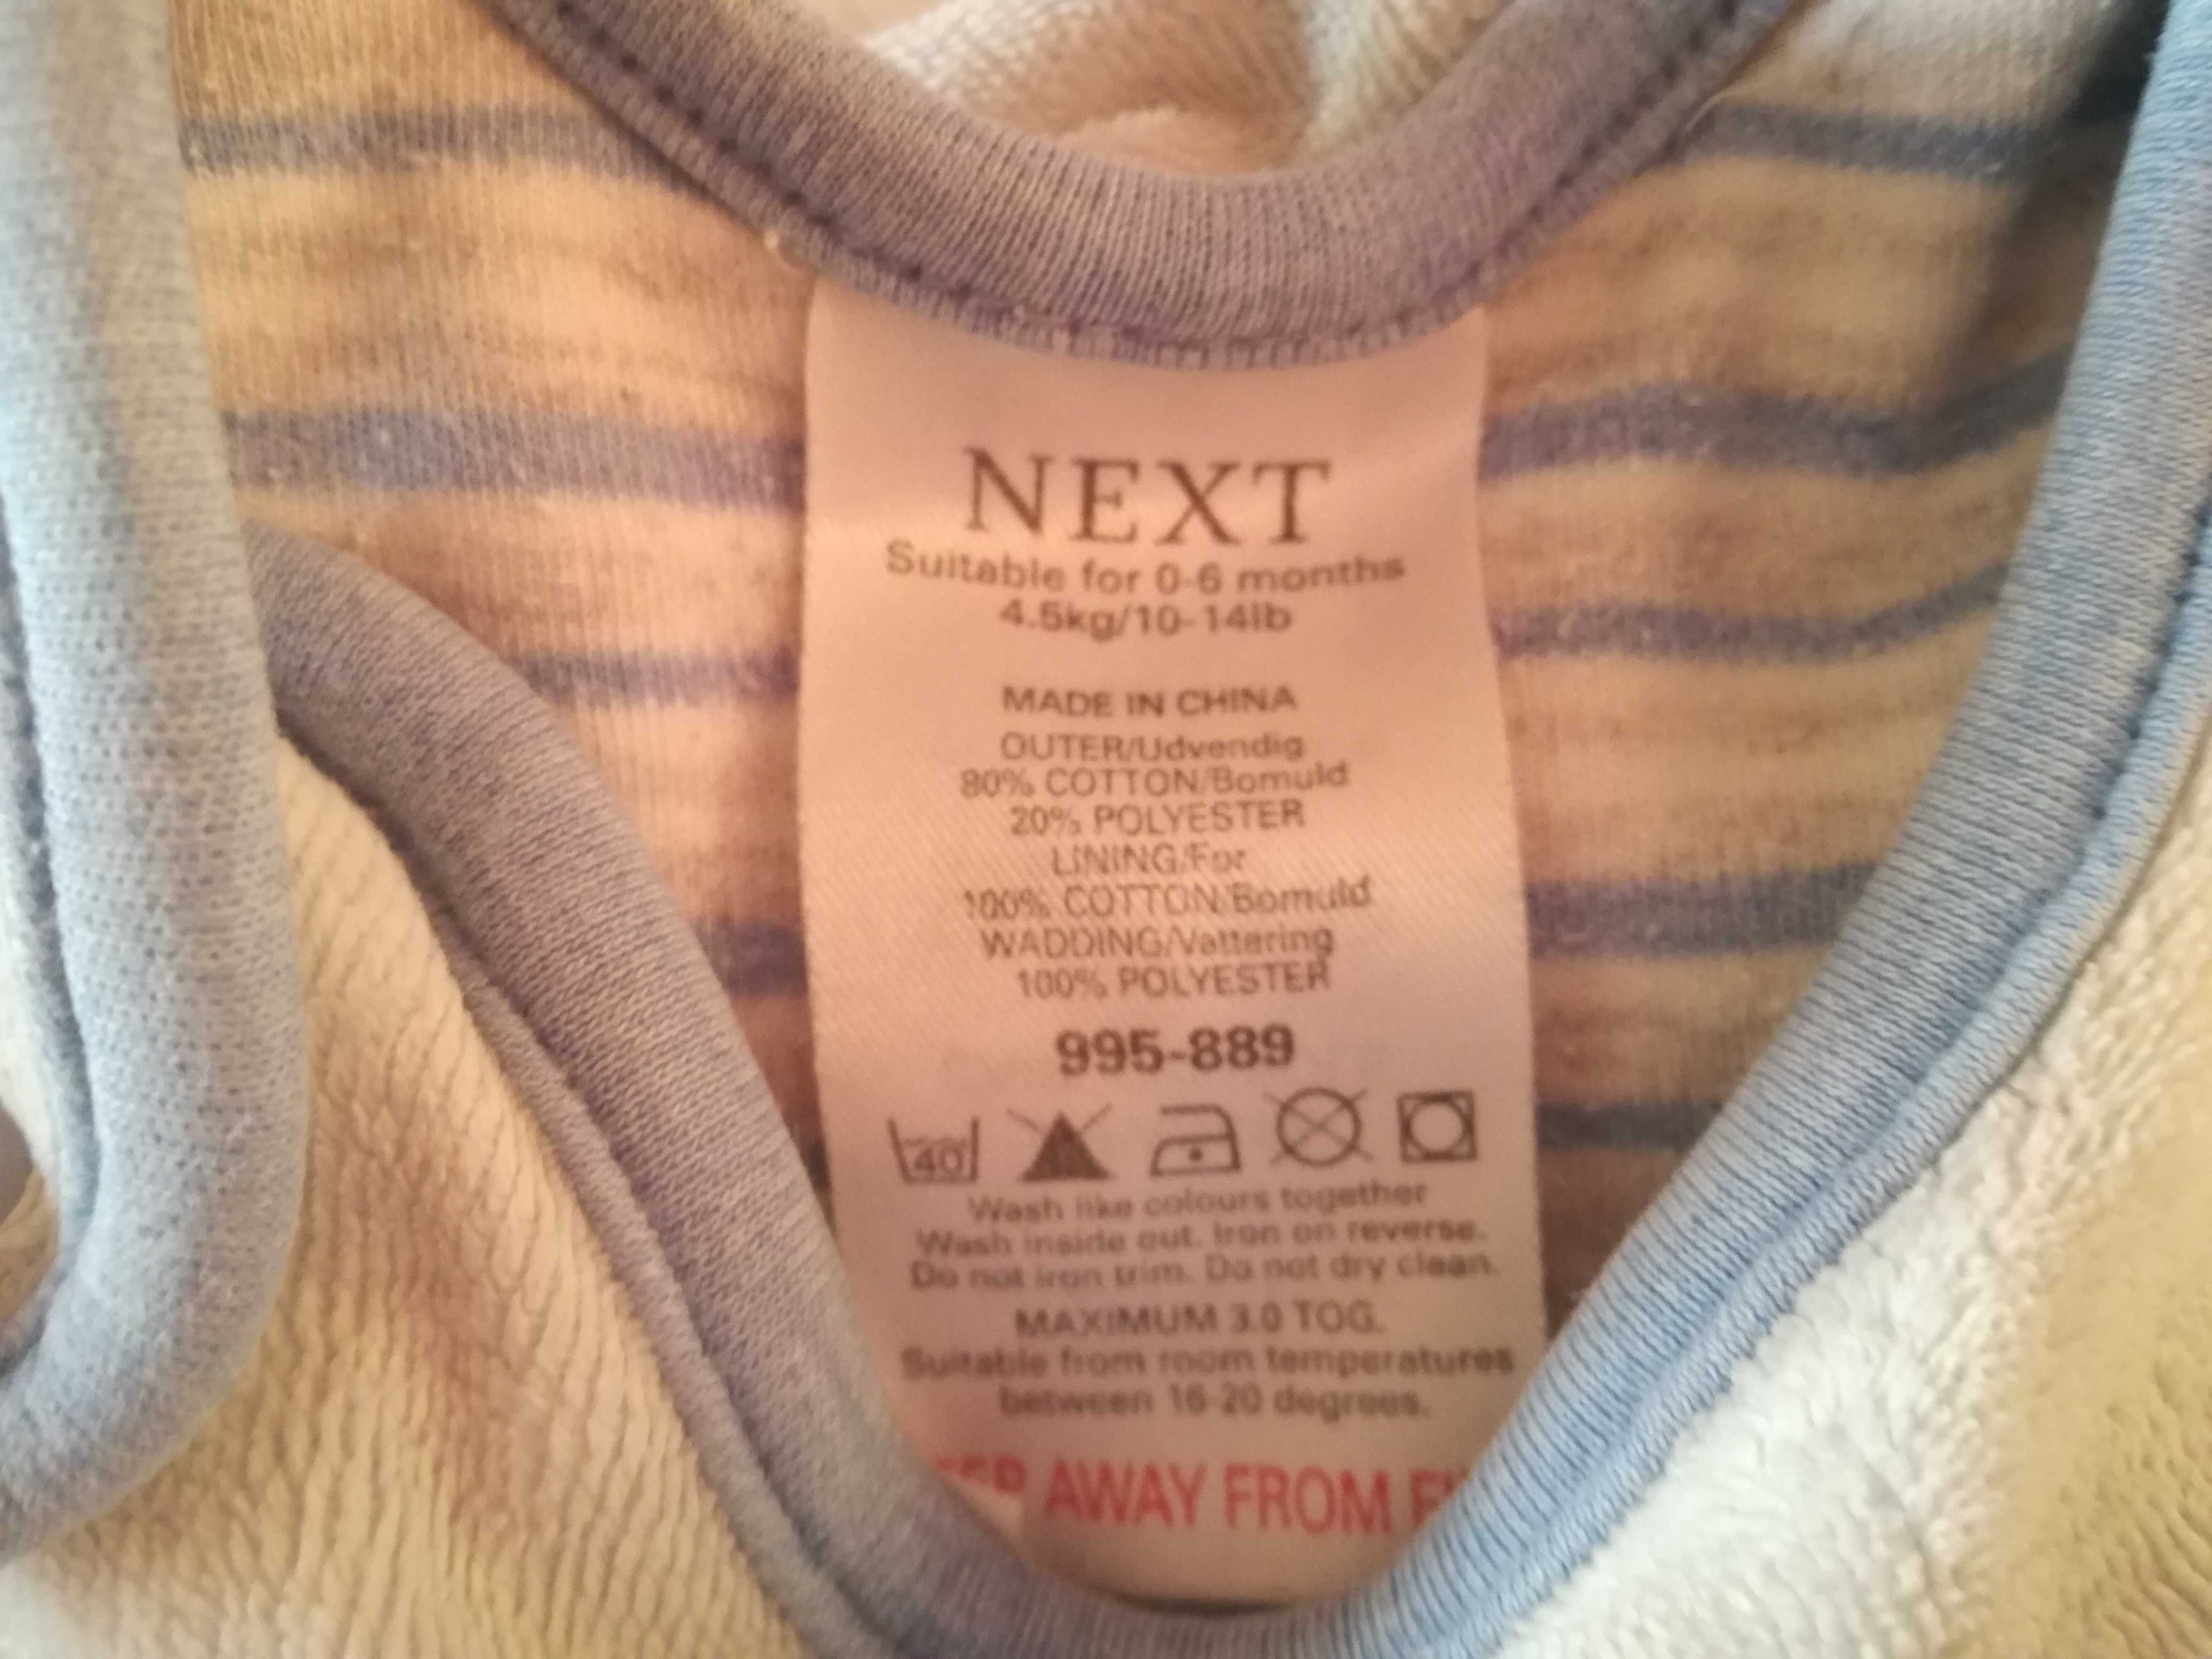 NEXT
Suitable for 0-6 months
4.5kg/10-14lb
MADE IN CHINA
OUTER/Udvendig
80% COTTON/Bomuld
20% POLYESTER
LINING/For
100% COTTON/Bomuld
WADDING/Vattering
100% POLYESTER
995-889
40
Wash like colours together
Wash inside out. Iron on reverse.
Do not iron trim. Do not dry clean.
MAXIMUM 3.0 TOG.
Suitable from room temperatures
between 16-20 degrees.
AWAY FROM